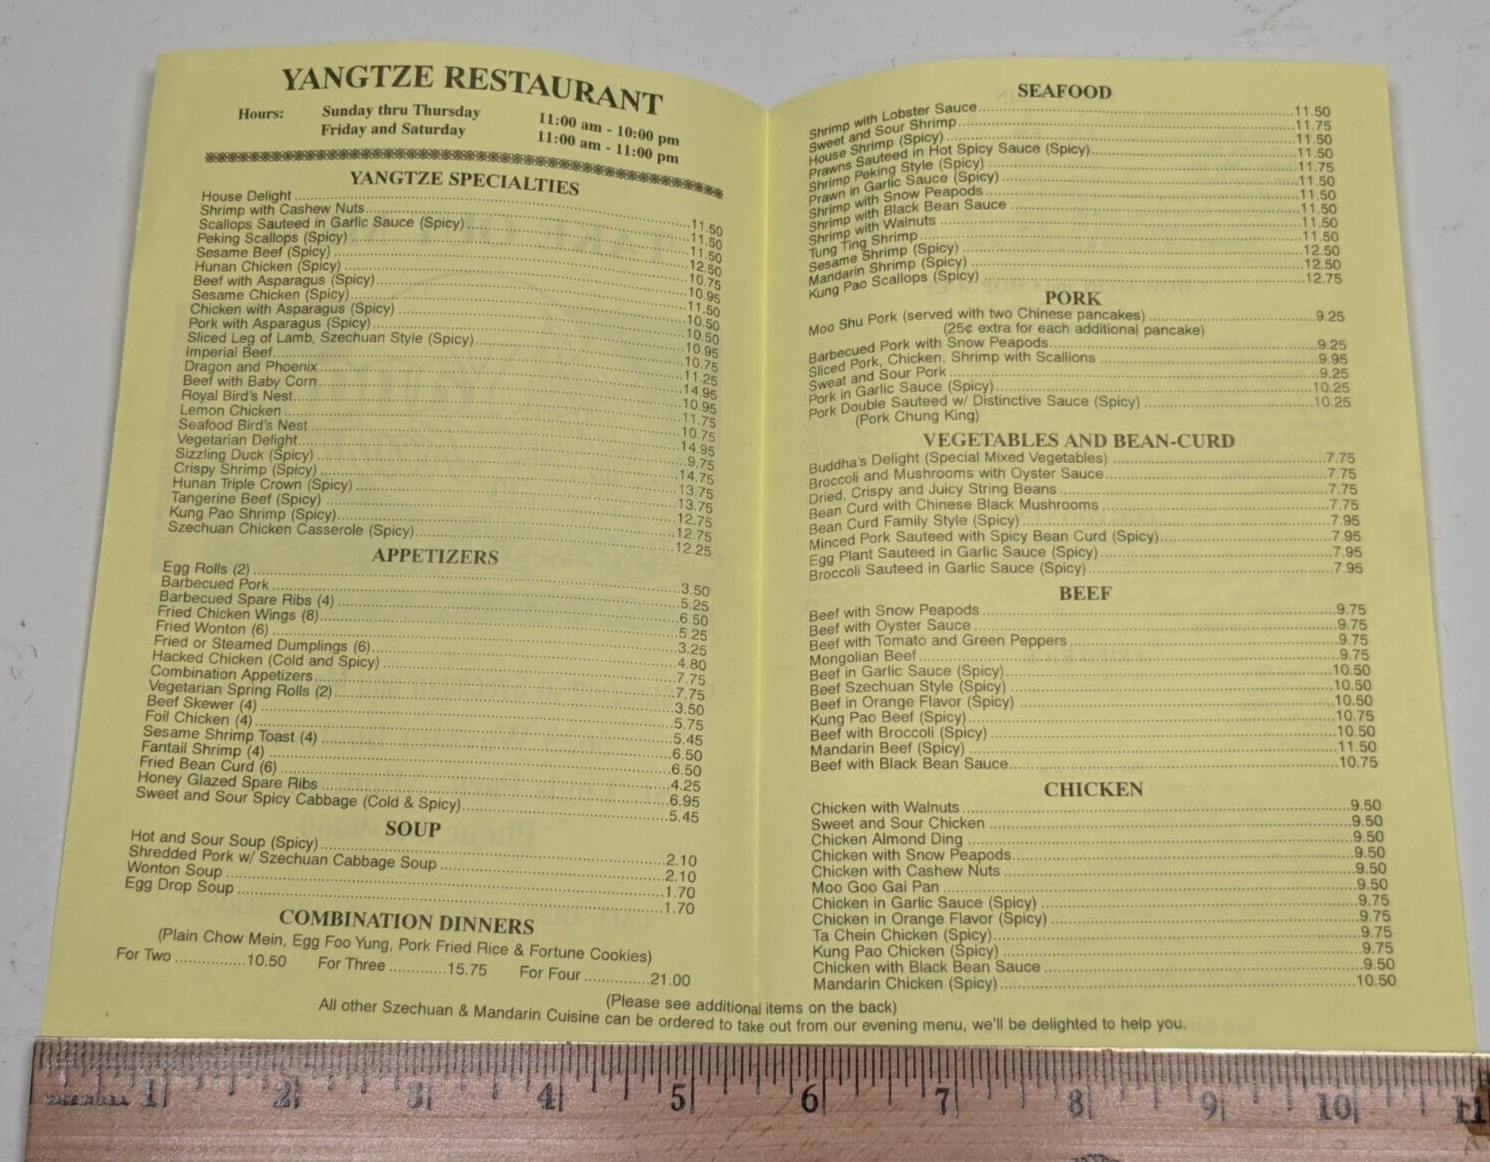 YANGTZE RESTAURANT
Hours: Sunday thru Thursday 11:00 am - 10:00 pm
Friday and Saturday 11:00 am - 11:00 pm
YANGTZE SPECIALTIES
House Delight 11.50
Shrimp with Cashew Nuts 11.50
Scallops Sauteed in Garlic Sauce (Spicy) 11.50
Peking Scallops (Spicy) 12.50
Sesame Beef (Spicy) 10.75
Hunan Chicken (Spicy) 10.95
Beef with Asparagus (Spicy) 11.50
Sesame Chicken (Spicy) 10.50
Chicken with Asparagus (Spicy) 10.50
Pork with Asparagus (Spicy) 10.95
Sliced Leg of Lamb, Szechuan Style (Spicy) 10.75
Imperial Beef 11.25
Dragon and Phoenix 14.95
Beef with Baby Corn 10.95
Royal Bird's Nest 11.75
Lemon Chicken 10.75
Seafood Bird's Nest 14.95
Vegetarian Delight 9.75
Sizzling Duck (Spicy) 14.75
Crispy Shrimp (Spicy) 13.75
Hunan Triple Crown (Spicy) 13.75
Tangerine Beef (Spicy) 12.75
Kung Pao Shrimp (Spicy) 12.75
Szechuan Chicken Casserole (Spicy) 12.25
APPETIZERS
Egg Rolls (2) 3.50
Barbecued Pork 5.25
Barbecued Spare Ribs (4) 6.50
Fried Chicken Wings (8) 5.25
Fried Wonton (6) 3.25
Fried or Steamed Dumplings (6) 4.80
Hacked Chicken (Cold and Spicy) 7.75
Combination Appetizers 7.75
Vegetarian Spring Rolls (2) 3.50
Beef Skewer (4) 5.75
Foil Chicken (4) 5.45
Sesame Shrimp Toast (4) 6.50
Fantail Shrimp (4) 6.50
Fried Bean Curd (6) 4.25
Honey Glazed Spare Ribs 6.95
Sweet and Sour Spicy Cabbage (Cold & Spicy) 5.45
SOUP
Hot and Sour Soup (Spicy) 2.10
Shredded Pork w/ Szechuan Cabbage Soup 2.10
Wonton Soup 1.70
Egg Drop Soup 1.70
COMBINATION DINNERS
(Plain Chow Mein, Egg Foo Yung, Pork Fried Rice & Fortune Cookies)
For Two 10.50 For Three 15.75 For Four 21.00
SEAFOOD
Shrimp with Lobster Sauce 11.50
Sweet and Sour Shrimp 11.75
House Shrimp (Spicy) 11.50
Prawns Sauteed in Hot Spicy Sauce (Spicy) 11.50
Shrimp Peking Style (Spicy) 11.75
Prawn in Garlic Sauce (Spicy) 11.50
Shrimp with Snow Peapods 11.50
Shrimp with Black Bean Sauce 11.50
Shrimp with Walnuts 11.50
Tung Ting Shrimp 11.50
Sesame Shrimp (Spicy) 12.50
Mandarin Shrimp (Spicy) 12.50
Kung Pao Scallops (Spicy) 12.75
PORK
Moo Shu Pork (served with two Chinese pancakes) 9.25
(25¢ extra for each additional pancake)
Barbecued Pork with Snow Peapods 9.25
Sliced Pork, Chicken, Shrimp with Scallions 9.95
Sweat and Sour Pork 9.25
Pork in Garlic Sauce (Spicy) 10.25
Pork Double Sauteed w/ Distinctive Sauce (Spicy) 10.25
(Pork Chung King)
VEGETABLES AND BEAN-CURD
Buddha's Delight (Special Mixed Vegetables) 7.75
Broccoli and Mushrooms with Oyster Sauce 7.75
Dried, Crispy and Juicy String Beans 7.75
Bean Curd with Chinese Black Mushrooms 7.75
Bean Curd Family Style (Spicy) 7.95
Minced Pork Sauteed with Spicy Bean Curd (Spicy) 7.95
Egg Plant Sauteed in Garlic Sauce (Spicy) 7.95
Broccoli Sauteed in Garlic Sauce (Spicy) 7.95
BEEF
Beef with Snow Peapods 9.75
Beef with Oyster Sauce 9.75
Beef with Tomato and Green Peppers 9.75
Mongolian Beef 9.75
Beef in Garlic Sauce (Spicy) 10.50
Beef Szechuan Style (Spicy) 10.50
Beef in Orange Flavor (Spicy) 10.50
Kung Pao Beef (Spicy) 10.75
Beef with Broccoli (Spicy) 10.50
Mandarin Beef (Spicy) 11.50
Beef with Black Bean Sauce 10.75
CHICKEN
Chicken with Walnuts 9.50
Sweet and Sour Chicken 9.50
Chicken Almond Ding 9.50
Chicken with Snow Peapods 9.50
Chicken with Cashew Nuts 9.50
Moo Goo Gai Pan 9.50
Chicken in Garlic Sauce (Spicy) 9.75
Chicken in Orange Flavor (Spicy) 9.75
Ta Chein Chicken (Spicy) 9.75
Kung Pao Chicken (Spicy) 9.75
Chicken with Black Bean Sauce 9.50
Mandarin Chicken (Spicy) 10.50
(Please see additional items on the back)
All other Szechuan & Mandarin Cuisine can be ordered to take out from our evening menu, we'll be delighted to help you.
1 2 3 4 5 6 7 8 9 10 11